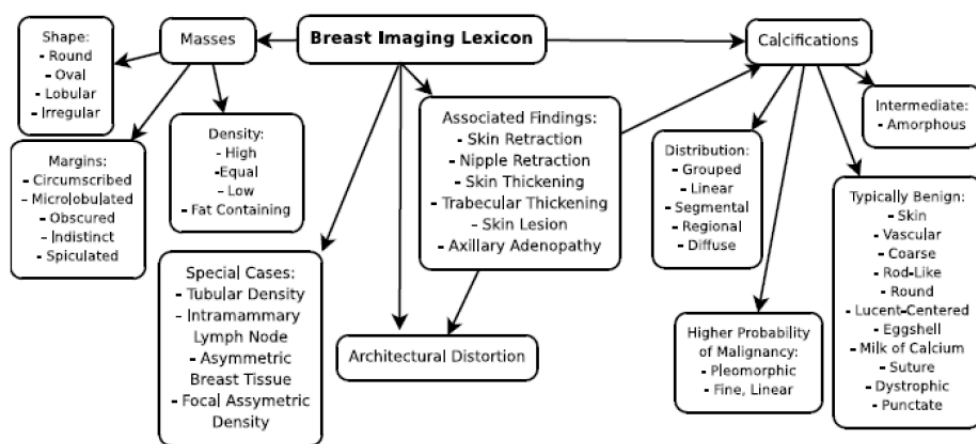 Breast Imaging Lexicon
Masses
Shape:
- Round
- Oval
- Lobular
- Irregular
Margins:
- Circumscribed
- Microlobulated
- Obscured
- Indistinct
- Spiculated
Density:
- High
- Equal
- Low
- Fat Containing
Special Cases:
- Tubular Density
- Intramammary
Lymph Node
- Asymmetric
Breast Tissue
- Focal Assymetric
Density
Associated Findings:
- Skin Retraction
- Nipple Retraction
- Skin Thickening
- Trabecular Thickening
- Skin Lesion
- Axillary Adenopathy
Architectural Distortion
Calcifications
Distribution:
- Grouped
- Linear
- Segmental
- Regional
- Diffuse
Higher Probability
of Malignancy:
- Pleomorphic
- Fine, Linear
Intermediate:
- Amorphous
Typically Benign:
- Skin
- Vascular
- Coarse
- Rod-Like
- Round
- Lucent-Centered
- Eggshell
- Milk of Calcium
- Suture
- Dystrophic
- Punctate